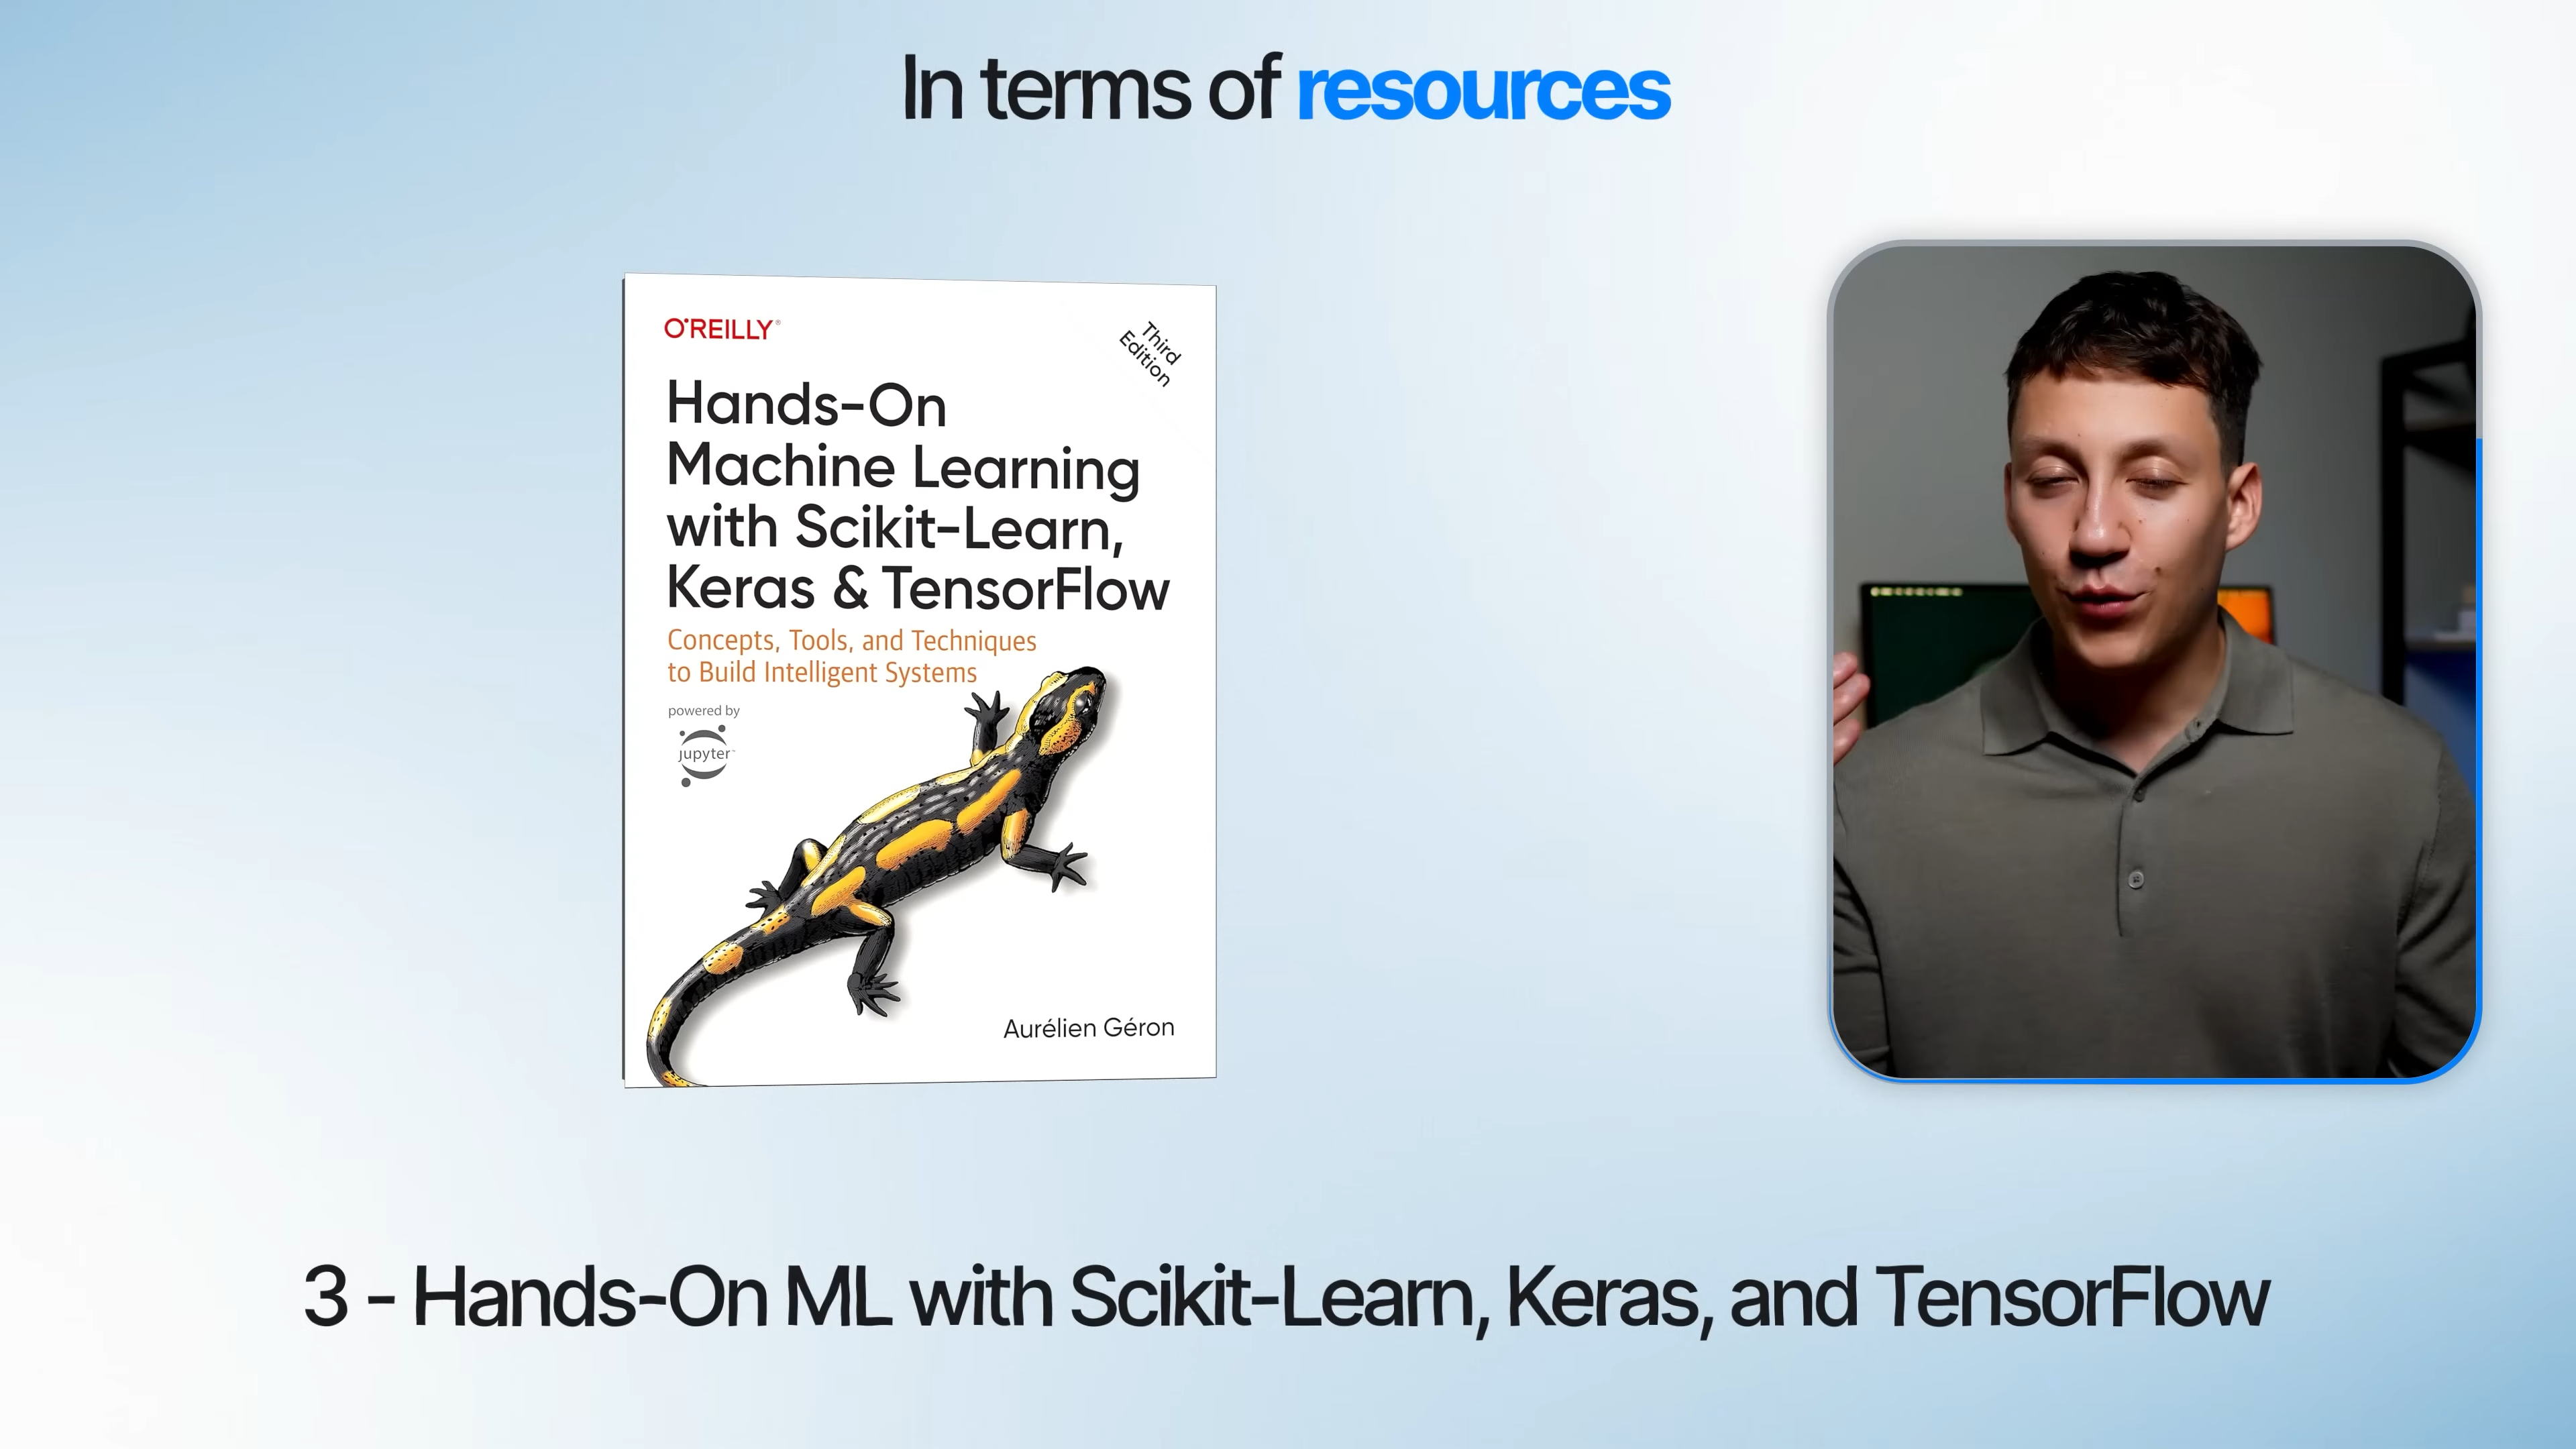 In terms of resources
O'REILLY®
Third
Edition
Hands-On
Machine Learning
with Scikit-Learn,
Keras & TensorFlow
Concepts, Tools, and Techniques
to Build Intelligent Systems
powered by
jupyter™
Aurélien Géron
3 - Hands-On ML with Scikit-Learn, Keras, and TensorFlow